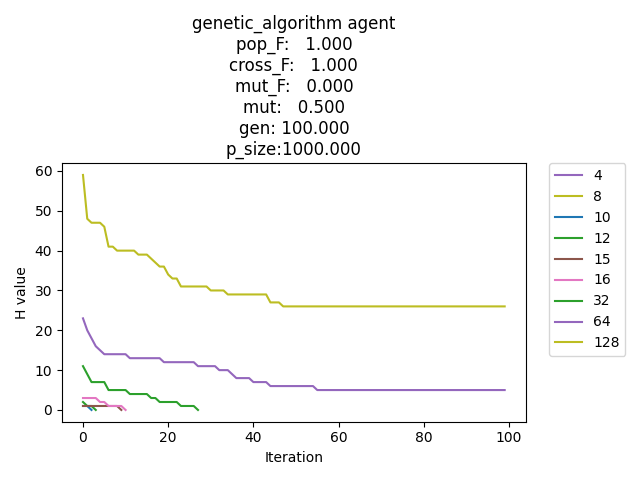 genetic_algorithm agent
pop_F: 1.000
cross_F: 1.000
mut_F: 0.000
mut: 0.500
gen: 100.000
p_size:1000.000
H value
60
50
40
30
20
10
0
0 20 40 60 80 100
Iteration
4
8
10
12
15
16
32
64
128